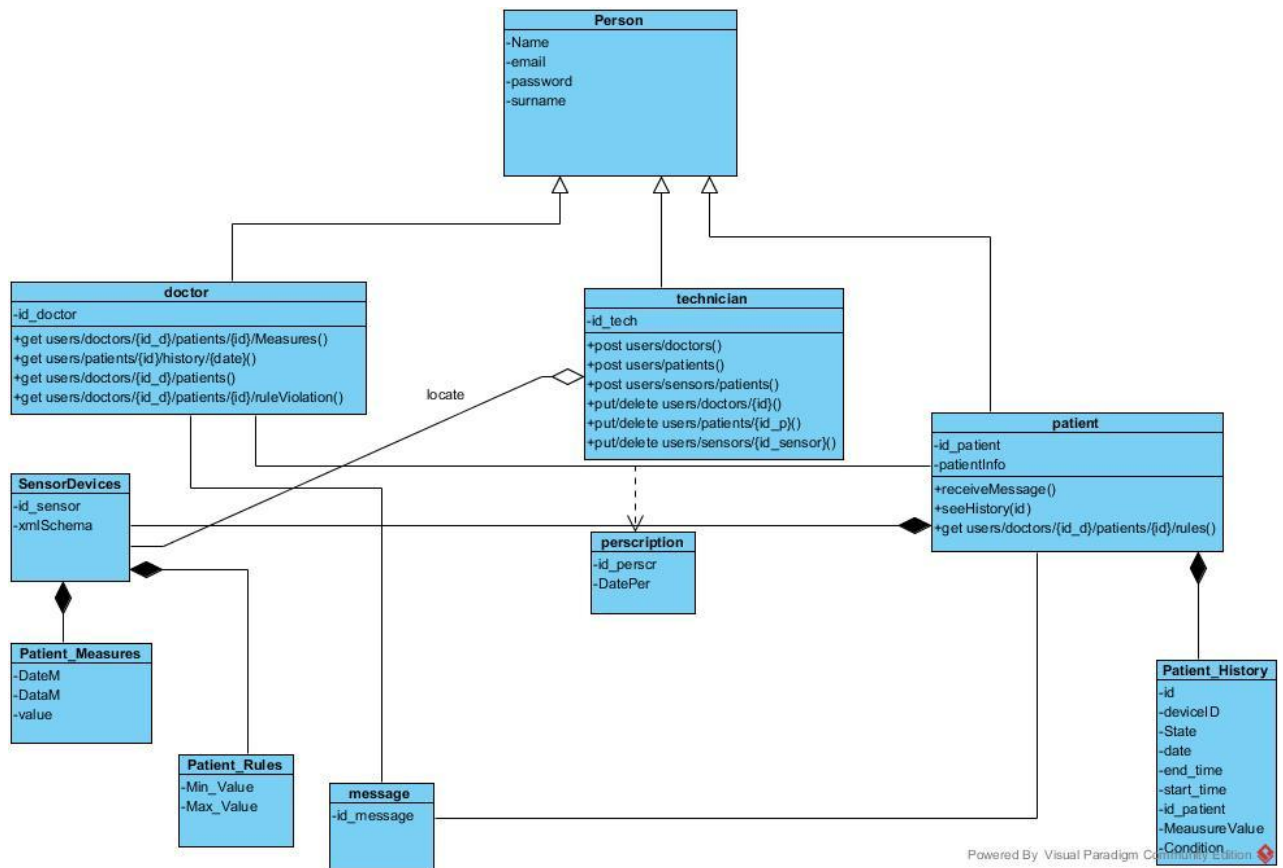 Person
-Name
-email
-password
-surname
doctor
-id_doctor
+get users/doctors/{id_d}/patients/{id}/Measures()
+get users/patients/{id}/history/{date}()
+get users/doctors/{id_d}/patients()
+get users/doctors/{id_d}/patients/{id}/ruleViolation()
technician
-id_tech
+post users/doctors()
+post users/patients()
+post users/sensors/patients()
+put/delete users/doctors/{id}()
+put/delete users/patients/{id_p}()
+put/delete users/sensors/{id_sensor}()
locate
patient
-id_patient
-patientInfo
+receiveMessage()
+seeHistory(id)
+get users/doctors/{id_d}/patients/{id}/rules()
SensorDevices
-id_sensor
-xmlSchema
perscription
-id_perscr
-DatePer
Patient_Measures
-DateM
-DataM
-value
Patient_Rules
-Min_Value
-Max_Value
message
-id_message
Patient_History
-id
-deviceID
-State
-date
-end_time
-start_time
-id_patient
-MeausureValue
-Condition
Powered By Visual Paradigm Community Edition